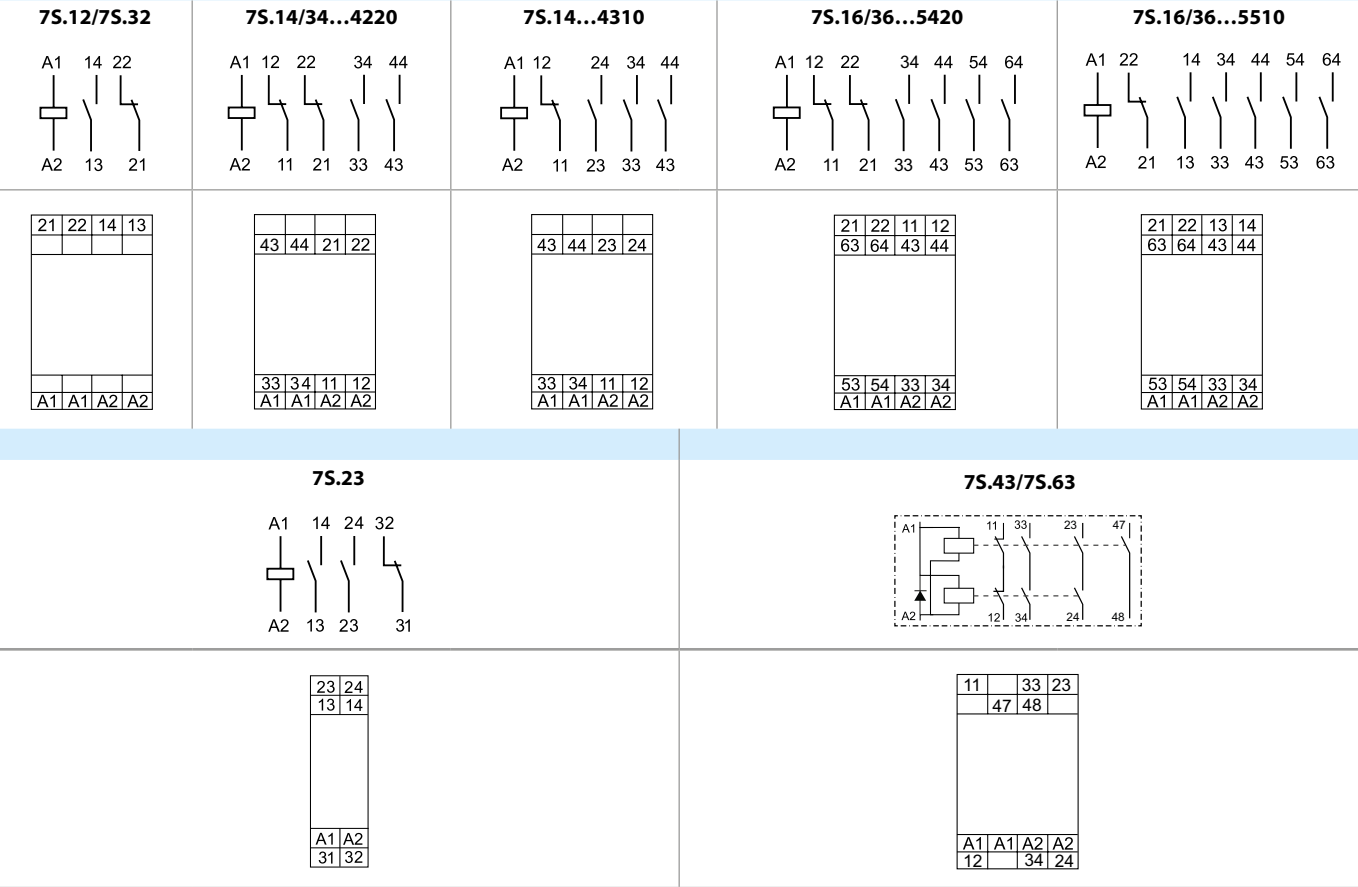 7S.12/7S.32
A1 14 22
A2 13 21
7S.14/34...4220
A1 12 22 34 44
A2 11 21 33 43
7S.14...4310
A1 12 24 34 44
A2 11 23 33 43
7S.16/36...5420
A1 12 22 34 44 54 64
A2 11 21 33 43 53 63
7S.16/36...5510
A1 22 14 34 44 54 64
A2 21 13 33 43 53 63
21 22 14 13
A1 A1 A2 A2
43 44 21 22
33 34 11 12
A1 A1 A2 A2
43 44 23 24
33 34 11 12
A1 A1 A2 A2
21 22 11 12
63 64 43 44
53 54 33 34
A1 A1 A2 A2
21 22 13 14
63 64 43 44
53 54 33 34
A1 A1 A2 A2
7S.23
A1 14 24 32
A2 13 23 31
7S.43/7S.63
A1 11 33 23 47
A2 12 34 24 48
23 24
13 14
A1 A2
31 32
11 33 23
47 48
A1 A1 A2 A2
12 34 24